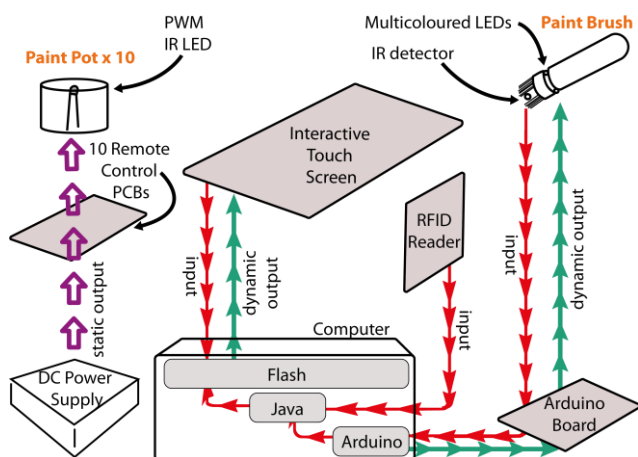 PWM
IR LED
Paint Pot x 10
Multicoloured LEDs
Paint Brush
IR detector
10 Remote
Control
PCBs
Interactive
Touch
Screen
RFID
Reader
static output
input
dynamic
output
input
input
dynamic output
Computer
DC Power
Supply
Flash
Java
Arduino
Arduino
Board